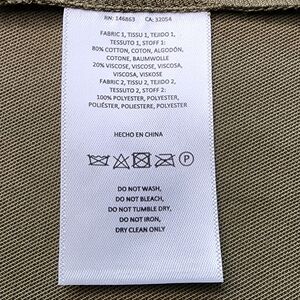 RN: 146863 CA: 32054
FABRIC 1, TISSU 1, TEJIDO 1,
TESSUTO 1, STOFF 1:
80% COTTON, COTON, ALGODÓN,
COTONE, BAUMWOLLE
20% VISCOSE, VISCOSE, VISCOSA,
VISCOSA, VISKOSE
FABRIC 2, TISSU 2, TEJIDO 2,
TESSUTO 2, STOFF 2:
100% POLYESTER, POLYESTER,
POLIÉSTER, POLIESTERE, POLYESTER
HECHO EN CHINA
P
DO NOT WASH,
DO NOT BLEACH,
DO NOT TUMBLE DRY,
DO NOT IRON,
DRY CLEAN ONLY